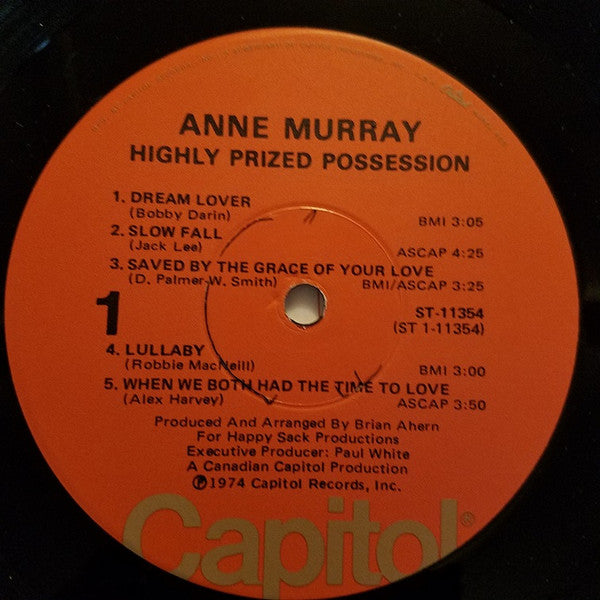 ANNE MURRAY
HIGHLY PRIZED POSSESSION
1. DREAM LOVER
(Bobby Darin) BMI 3:05
2. SLOW FALL
(Jack Lee) ASCAP 4:25
3. SAVED BY THE GRACE OF YOUR LOVE
(D. Palmer-W. Smith) BMI/ASCAP 3:25
1
ST-11354
(ST 1-11354)
4. LULLABY
(Robbie MacNeill) BMI 3:00
5. WHEN WE BOTH HAD THE TIME TO LOVE
(Alex Harvey) ASCAP 3:50
Produced And Arranged By Brian Ahern
For Happy Sack Productions
Executive Producer: Paul White
A Canadian Capitol Production
℗1974 Capitol Records, Inc.
Capitol®